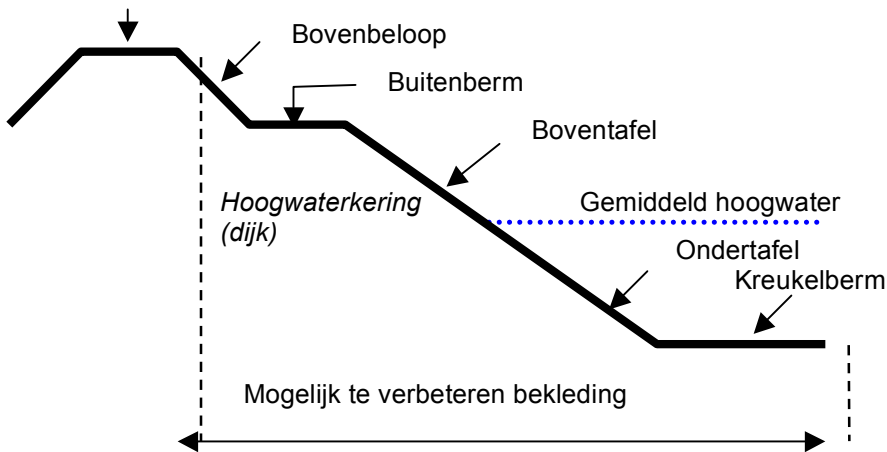 Bovenbeloop
Buitenberm
Boventafel
Hoogwaterkering
(dijk)
Gemiddeld hoogwater
Ondertafel
Kreukelberm
Mogelijk te verbeteren bekleding